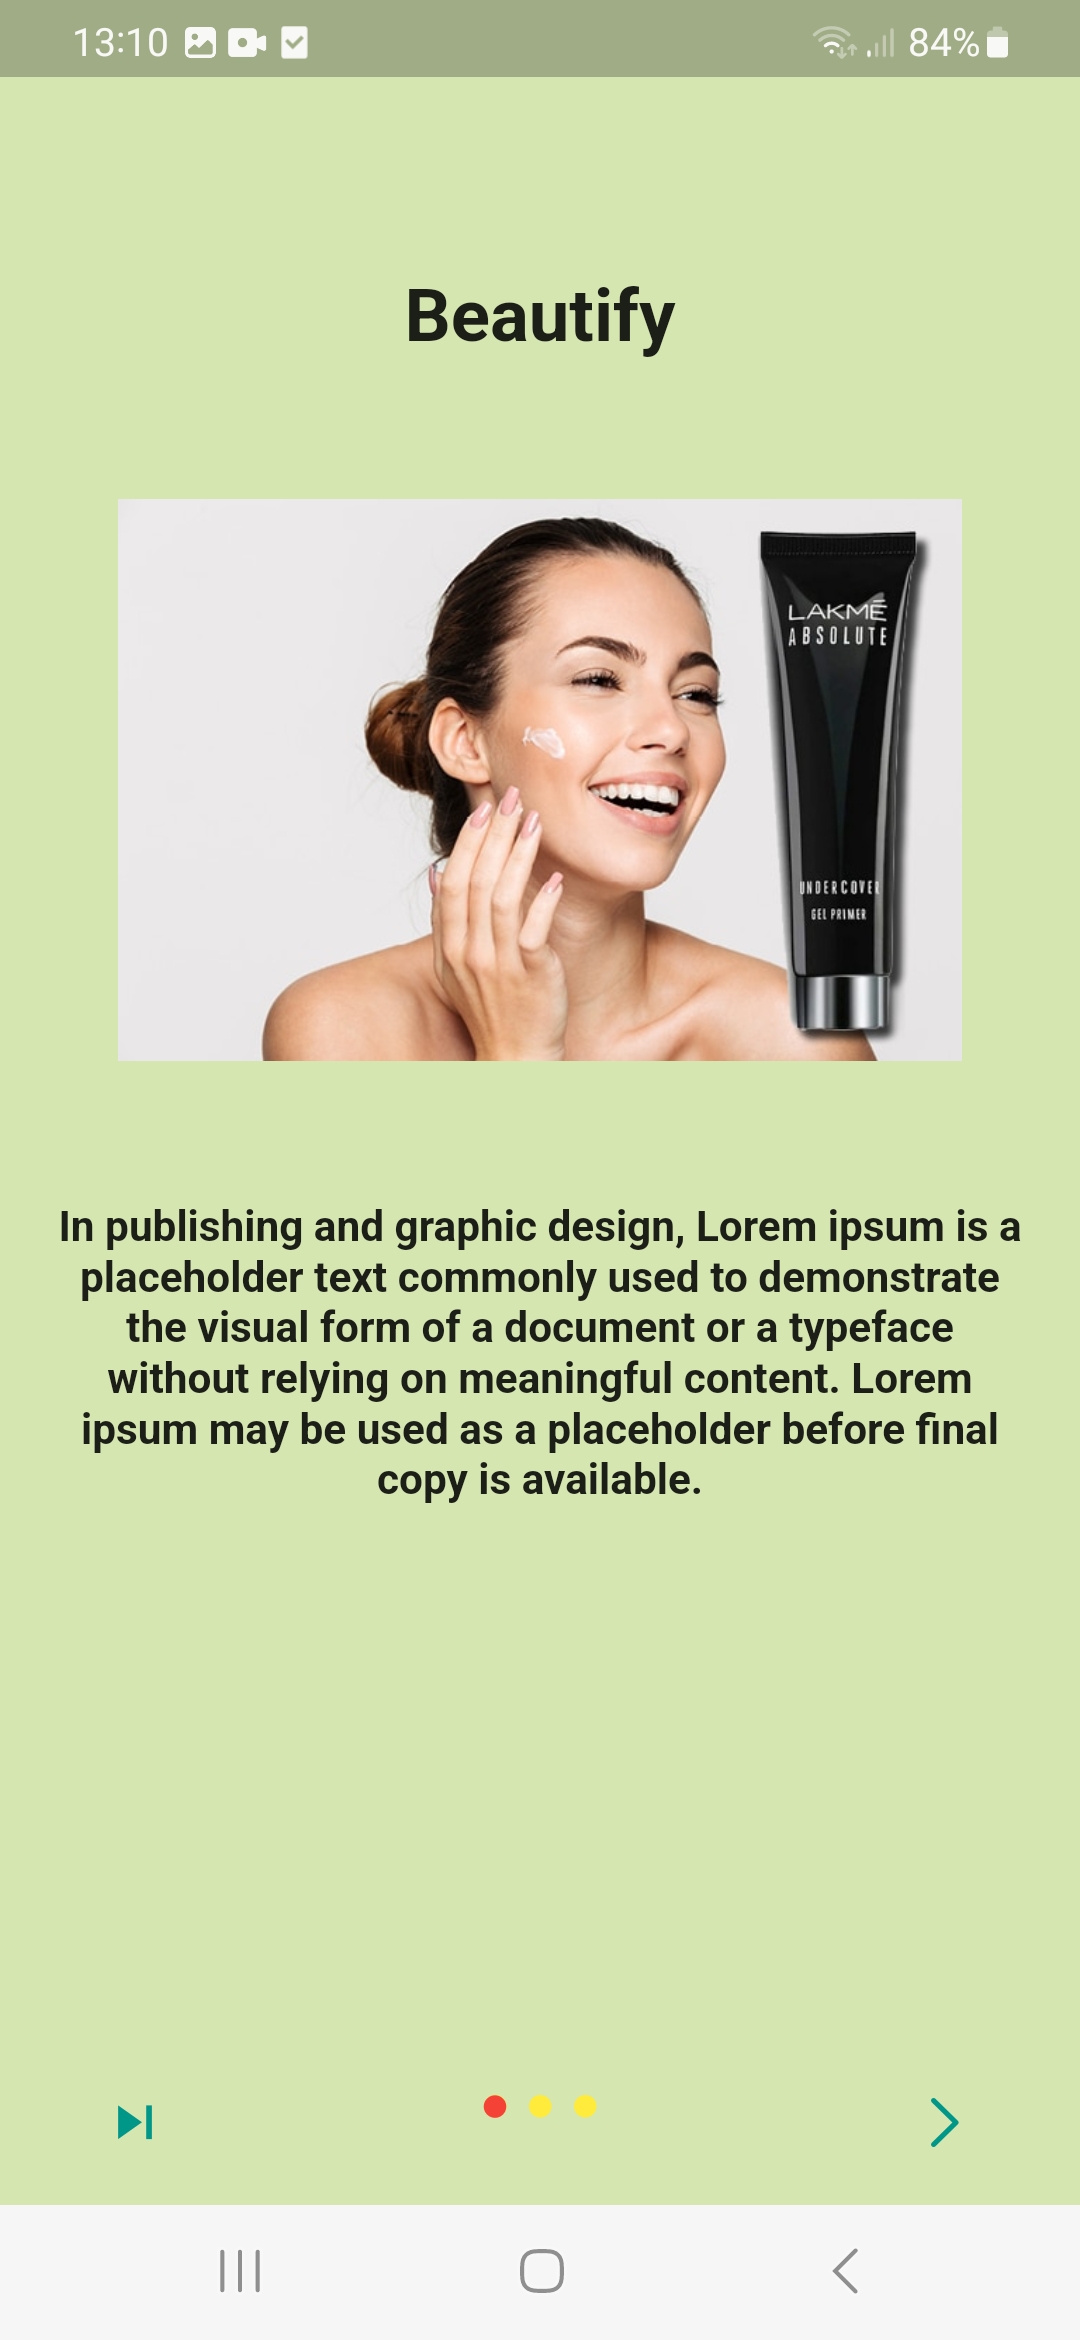 13:10
84%
Beautify
LAKMĒ
ABSOLUTE
UNDERCOVER
GEL PRIMER
In publishing and graphic design, Lorem ipsum is a
placeholder text commonly used to demonstrate
the visual form of a document or a typeface
without relying on meaningful content. Lorem
ipsum may be used as a placeholder before final
copy is available.